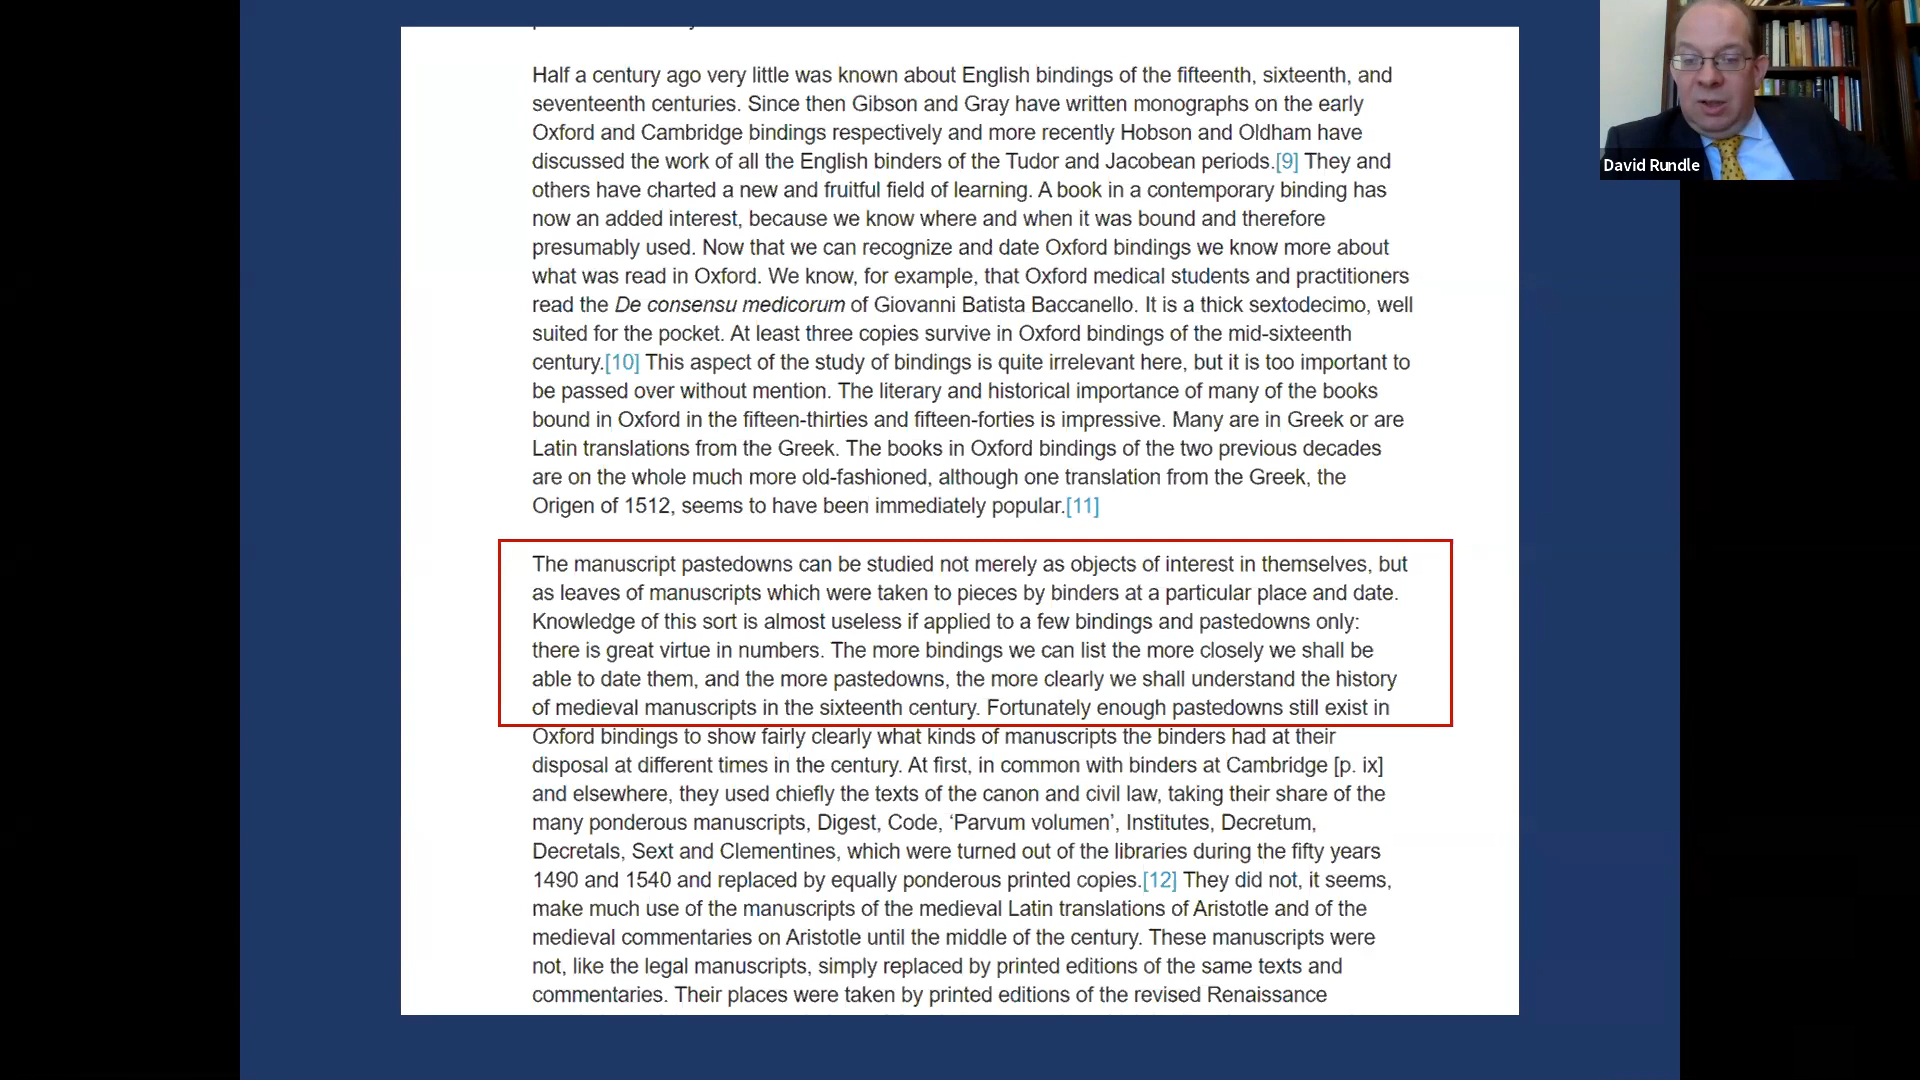 Half a century ago very little was known about English bindings of the fifteenth, sixteenth, and
seventeenth centuries. Since then Gibson and Gray have written monographs on the early
Oxford and Cambridge bindings respectively and more recently Hobson and Oldham have
discussed the work of all the English binders of the Tudor and Jacobean periods.[9] They and
others have charted a new and fruitful field of learning. A book in a contemporary binding has
now an added interest, because we know where and when it was bound and therefore
presumably used. Now that we can recognize and date Oxford bindings we know more about
what was read in Oxford. We know, for example, that Oxford medical students and practitioners
read the De consensu medicorum of Giovanni Batista Baccanello. It is a thick sextodecimo, well
suited for the pocket. At least three copies survive in Oxford bindings of the mid-sixteenth
century.[10] This aspect of the study of bindings is quite irrelevant here, but it is too important to
be passed over without mention. The literary and historical importance of many of the books
bound in Oxford in the fifteen-thirties and fifteen-forties is impressive. Many are in Greek or are
Latin translations from the Greek. The books in Oxford bindings of the two previous decades
are on the whole much more old-fashioned, although one translation from the Greek, the
Origen of 1512, seems to have been immediately popular.[11]
The manuscript pastedowns can be studied not merely as objects of interest in themselves, but
as leaves of manuscripts which were taken to pieces by binders at a particular place and date.
Knowledge of this sort is almost useless if applied to a few bindings and pastedowns only:
there is great virtue in numbers. The more bindings we can list the more closely we shall be
able to date them, and the more pastedowns, the more clearly we shall understand the history
of medieval manuscripts in the sixteenth century. Fortunately enough pastedowns still exist in
Oxford bindings to show fairly clearly what kinds of manuscripts the binders had at their
disposal at different times in the century. At first, in common with binders at Cambridge [p. ix]
and elsewhere, they used chiefly the texts of the canon and civil law, taking their share of the
many ponderous manuscripts, Digest, Code, ‘Parvum volumen’, Institutes, Decretum,
Decretals, Sext and Clementines, which were turned out of the libraries during the fifty years
1490 and 1540 and replaced by equally ponderous printed copies.[12] They did not, it seems,
make much use of the manuscripts of the medieval Latin translations of Aristotle and of the
medieval commentaries on Aristotle until the middle of the century. These manuscripts were
not, like the legal manuscripts, simply replaced by printed editions of the same texts and
commentaries. Their places were taken by printed editions of the revised Renaissance
David Rundle